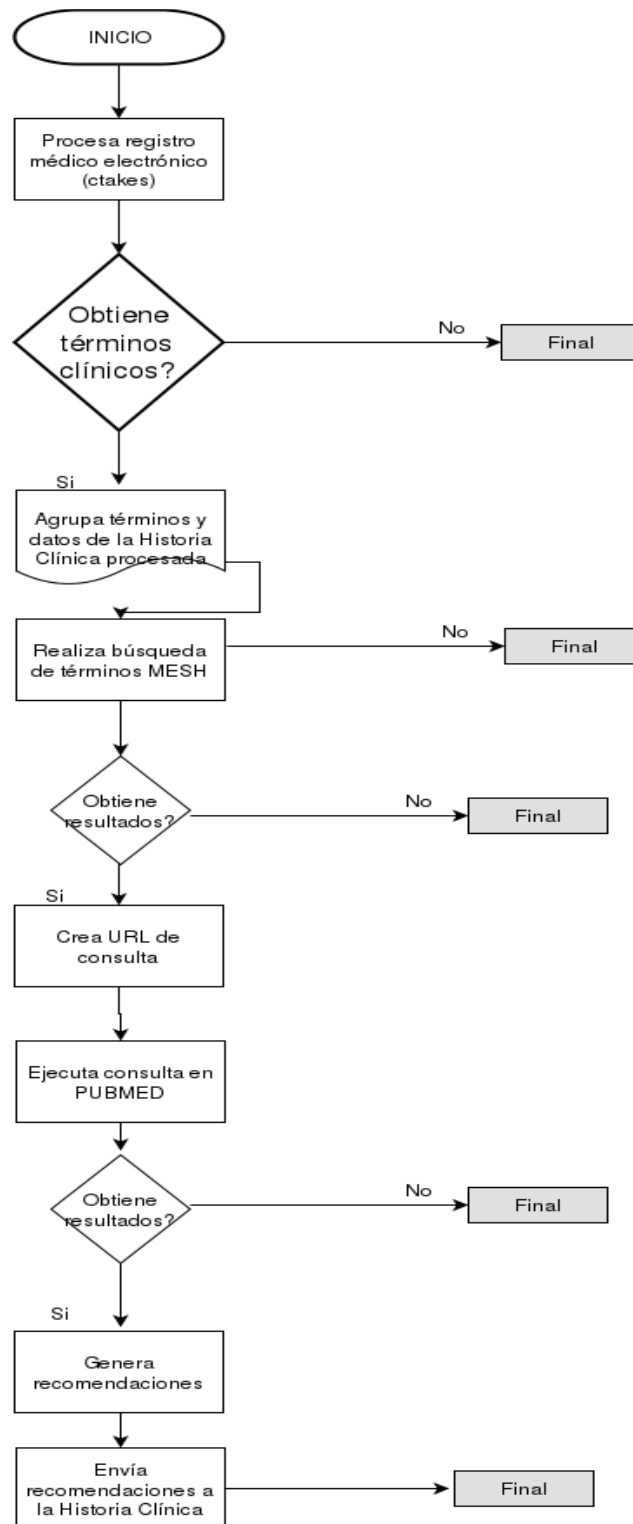 INICIO
Procesa registro
médico electrónico
(ctakes)
Obtiene
términos
clínicos?
No
Final
Si
Agrupa términos y
datos de la Historia
Clínica procesada
Realiza búsqueda
de términos MESH
No
Final
Obtiene
resultados?
No
Final
Si
Crea URL de
consulta
Ejecuta consulta en
PUBMED
Obtiene
resultados?
No
Final
Si
Genera
recomendaciones
Envía
recomendaciones a
la Historia Clínica
Final